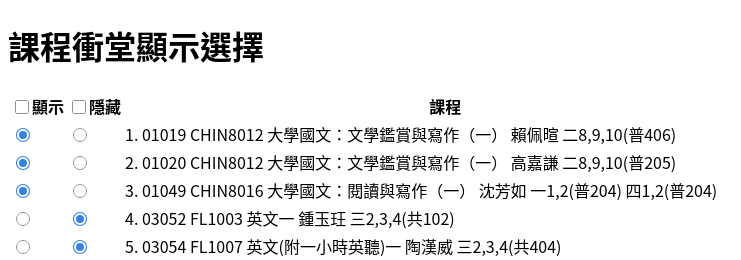 課程衝堂顯示選擇
顯示 隱藏 課程
1. 01019 CHIN8012 大學國文：文學鑑賞與寫作（一） 賴佩暄 二8,9,10(普406)
2. 01020 CHIN8012 大學國文：文學鑑賞與寫作（一） 高嘉謙 二8,9,10(普205)
3. 01049 CHIN8016 大學國文：閱讀與寫作（一） 沈芳如 一1,2(普204) 四1,2(普204)
4. 03052 FL1003 英文一 鍾玉玨 三2,3,4(共102)
5. 03054 FL1007 英文(附一小時英聽)一 陶漢威 三2,3,4(共404)